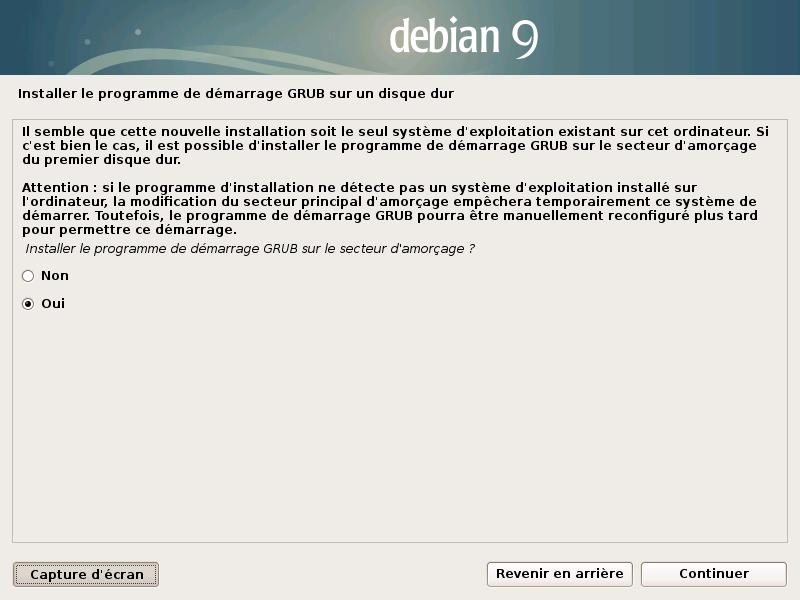 debian 9
Installer le programme de démarrage GRUB sur un disque dur
Il semble que cette nouvelle installation soit le seul système d'exploitation existant sur cet ordinateur. Si
c'est bien le cas, il est possible d'installer le programme de démarrage GRUB sur le secteur d'amorçage
du premier disque dur.
Attention : si le programme d'installation ne détecte pas un système d'exploitation installé sur
l'ordinateur, la modification du secteur principal d'amorçage empêchera temporairement ce système de
démarrer. Toutefois, le programme de démarrage GRUB pourra être manuellement reconfiguré plus tard
pour permettre ce démarrage.
Installer le programme de démarrage GRUB sur le secteur d'amorçage ?
Non
Oui
Capture d'écran Revenir en arrière Continuer